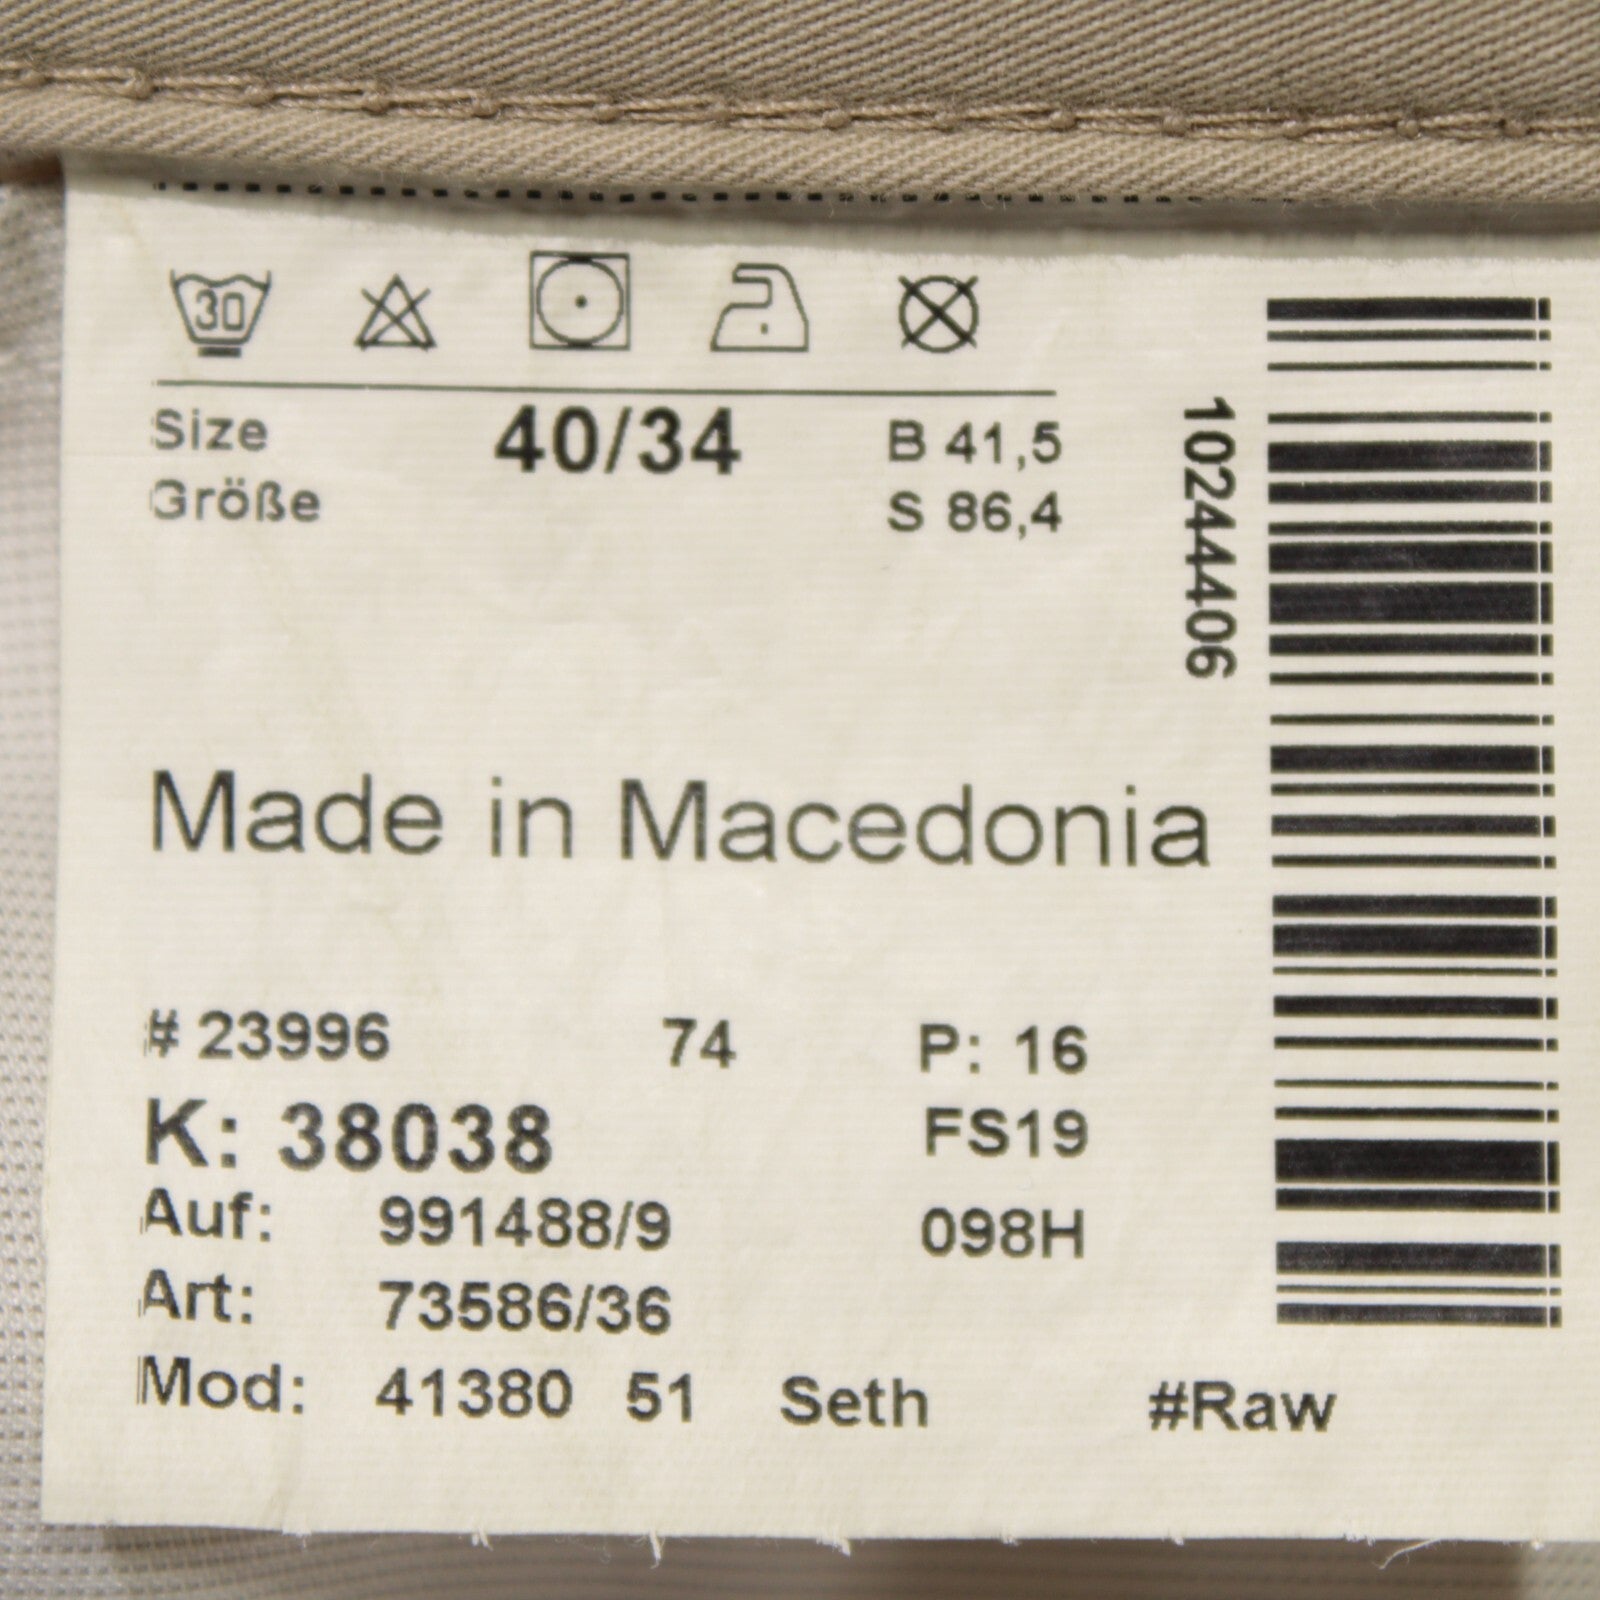 30
Size 40/34 B 41,5
Größe S 86,4
10244406
Made in Macedonia
# 23996 74 P: 16
K: 38038 FS19
Auf: 991488/9 098H
Art: 73586/36
Mod: 41380 51 Seth #Raw